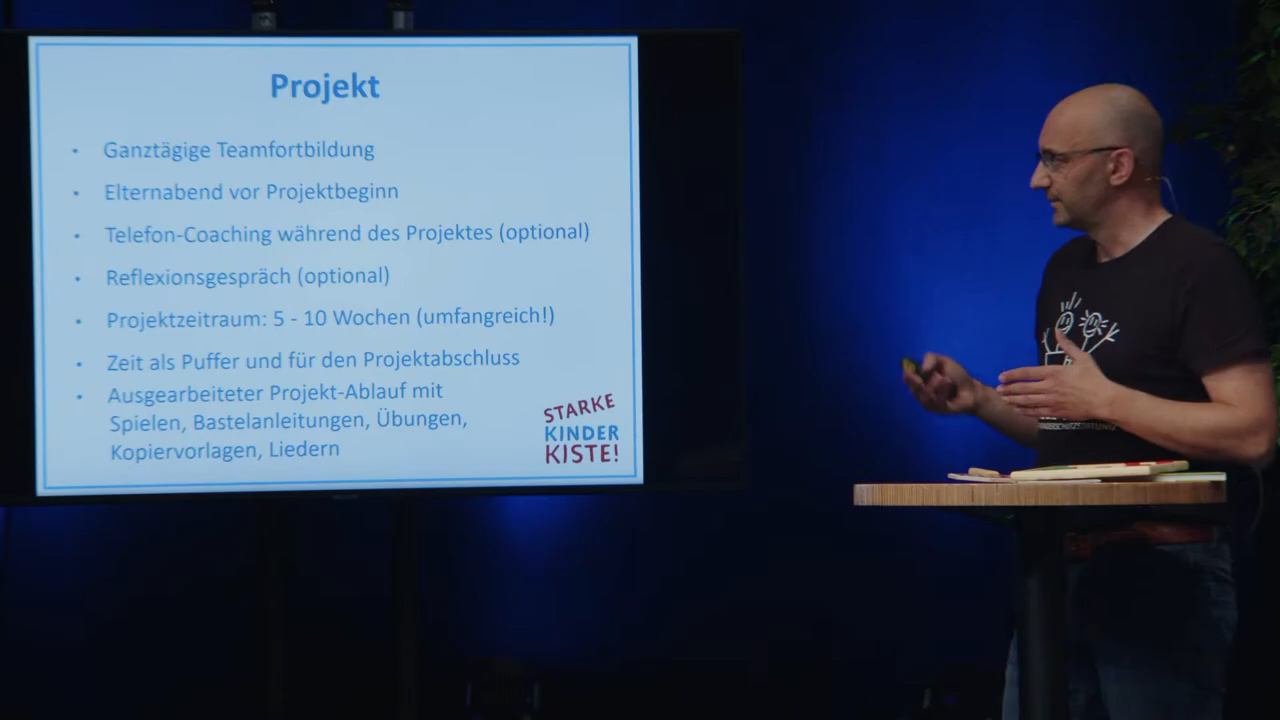 Projekt
• Ganztägige Teamfortbildung
• Elternabend vor Projektbeginn
• Telefon-Coaching während des Projektes (optional)
• Reflexionsgespräch (optional)
• Projektzeitraum: 5 - 10 Wochen (umfangreich!)
• Zeit als Puffer und für den Projektabschluss
• Ausgearbeiteter Projekt-Ablauf mit
Spielen, Bastelanleitungen, Übungen,
Kopiervorlagen, Liedern
STARKE
KINDER
KISTE!